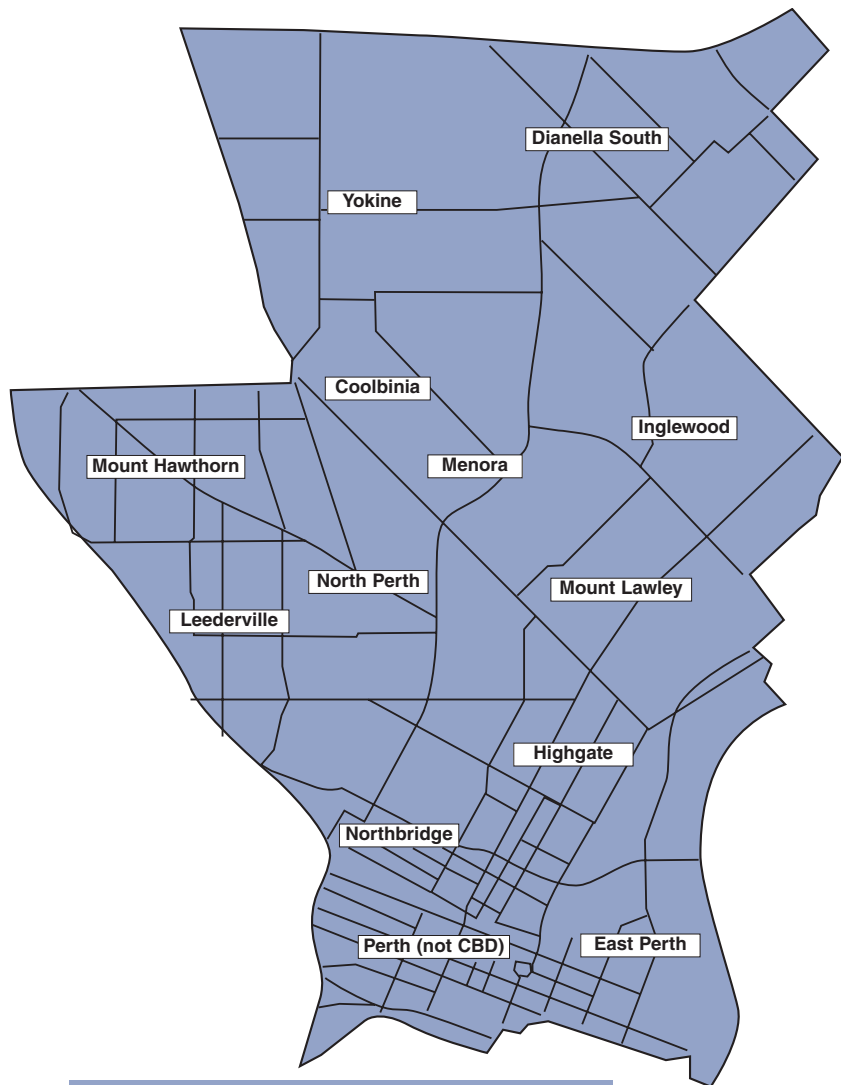 Dianella South
Yokine
Coolbinia
Inglewood
Mount Hawthorn
Menora
North Perth
Mount Lawley
Leederville
Highgate
Northbridge
Perth (not CBD)
East Perth